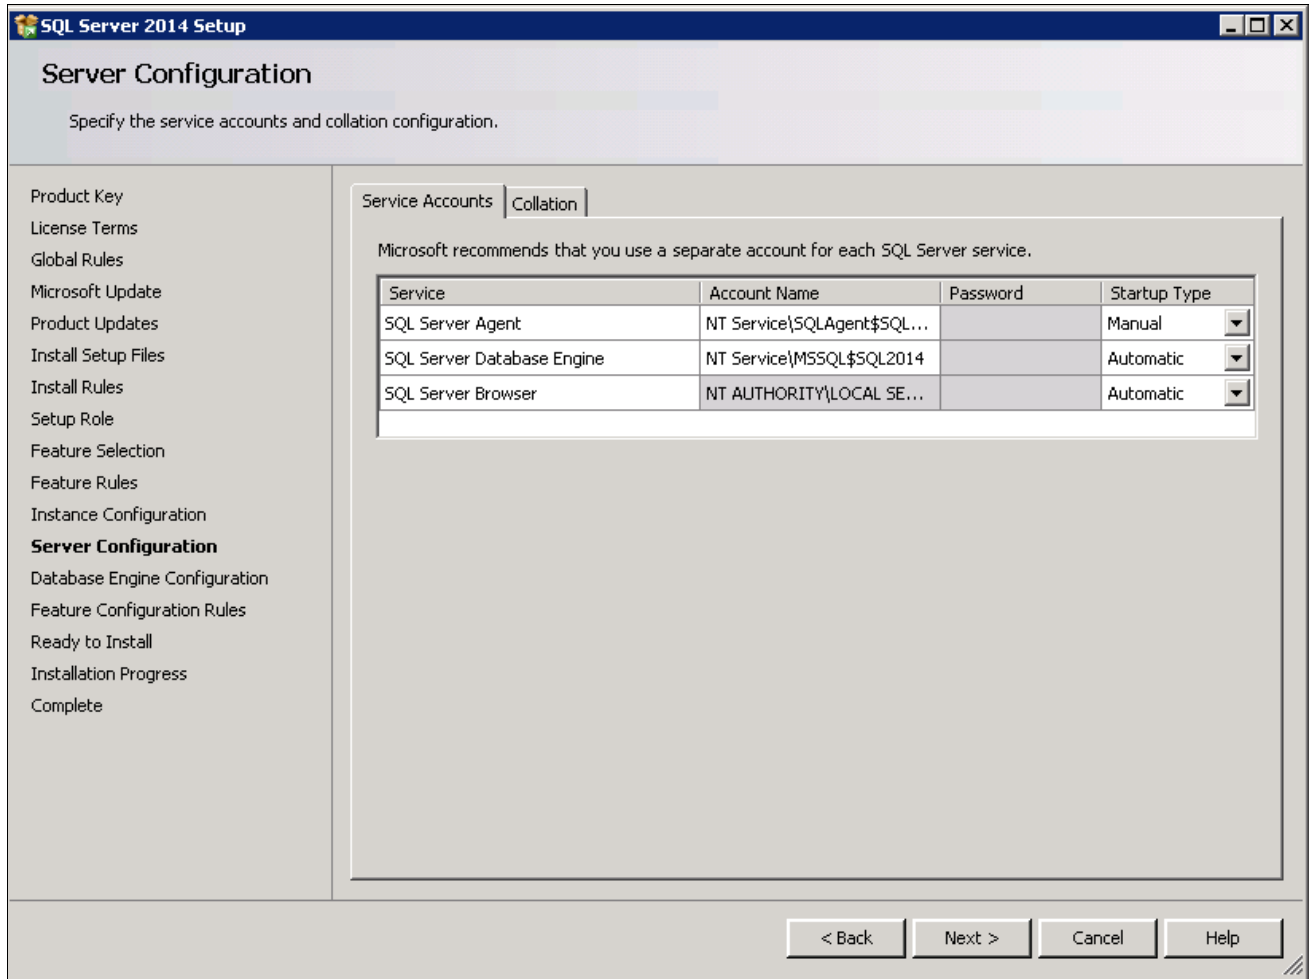 SQL Server 2014 Setup
Server Configuration
Specify the service accounts and collation configuration.
Product Key
License Terms
Global Rules
Microsoft Update
Product Updates
Install Setup Files
Install Rules
Setup Role
Feature Selection
Feature Rules
Instance Configuration
Server Configuration
Database Engine Configuration
Feature Configuration Rules
Ready to Install
Installation Progress
Complete
Service Accounts Collation
Microsoft recommends that you use a separate account for each SQL Server service.
Service Account Name Password Startup Type
SQL Server Agent NT Service\SQLAgent$SQL... Manual
SQL Server Database Engine NT Service\MSSQL$SQL2014 Automatic
SQL Server Browser NT AUTHORITY\LOCAL SE... Automatic
< Back Next > Cancel Help